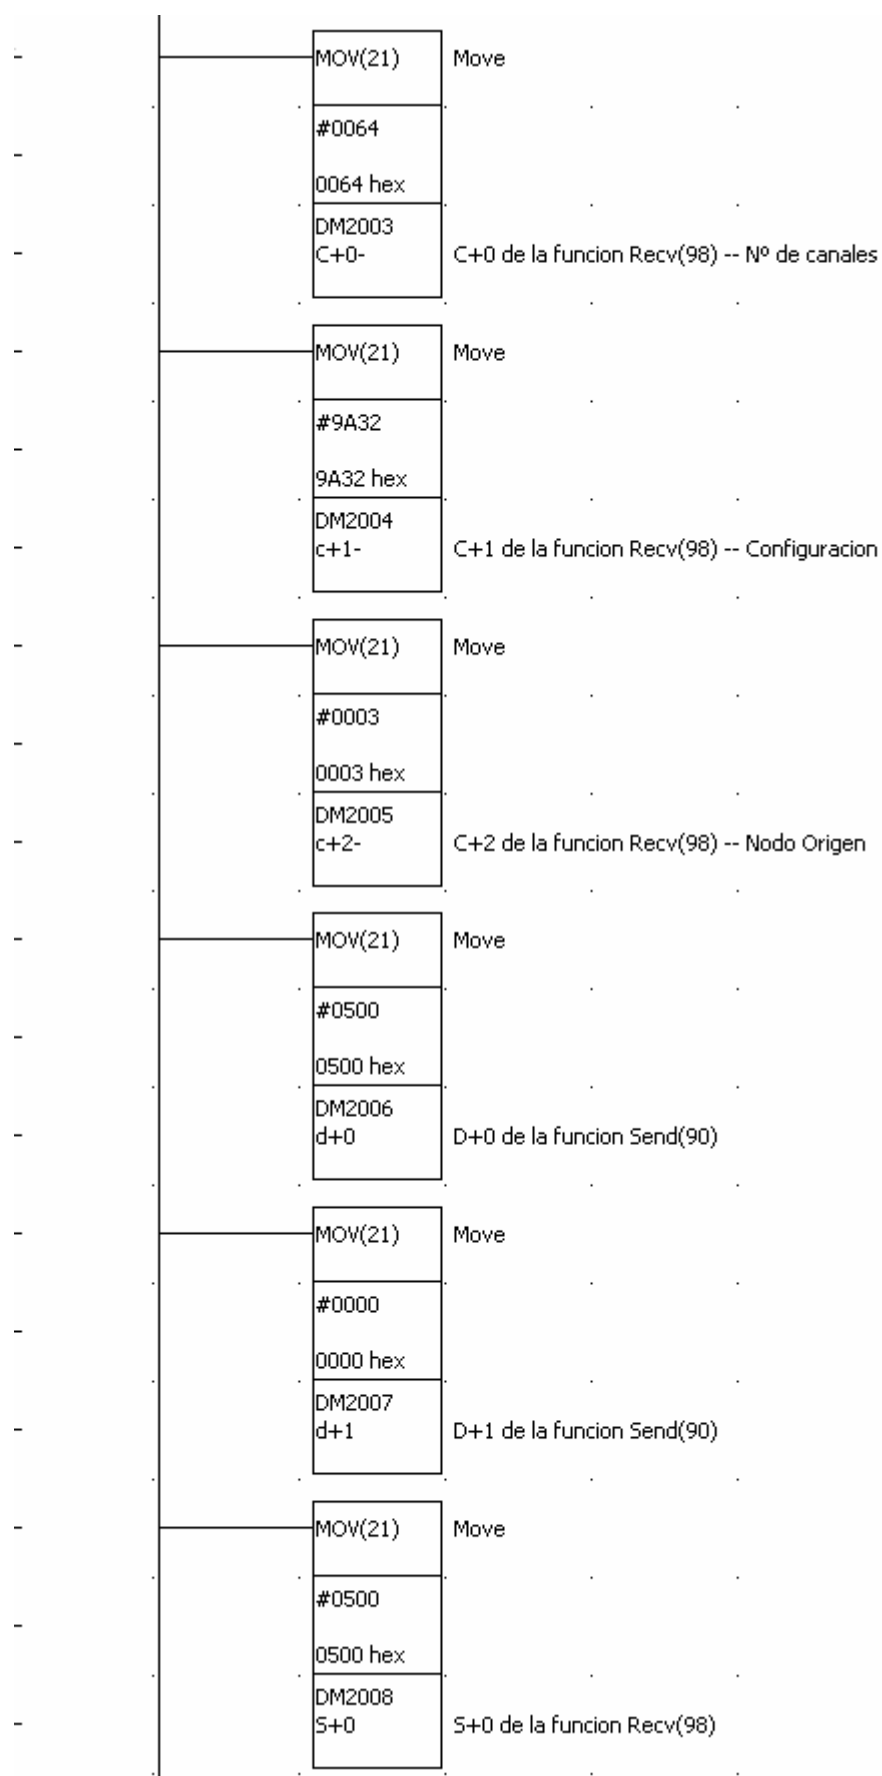 MOV(21) Move
#0064
0064 hex
DM2003
C+0- C+0 de la funcion Recv(98) -- Nº de canales
MOV(21) Move
#9A32
9A32 hex
DM2004
c+1- C+1 de la funcion Recv(98) -- Configuracion
MOV(21) Move
#0003
0003 hex
DM2005
c+2- C+2 de la funcion Recv(98) -- Nodo Origen
MOV(21) Move
#0500
0500 hex
DM2006
d+0 D+0 de la funcion Send(90)
MOV(21) Move
#0000
0000 hex
DM2007
d+1 D+1 de la funcion Send(90)
MOV(21) Move
#0500
0500 hex
DM2008
S+0 S+0 de la funcion Recv(98)